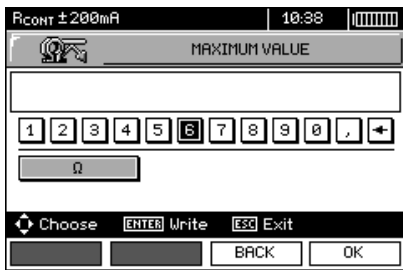 RCONT ±200mA 10:38
MAXIMUM VALUE
1 2 3 4 5 6 7 8 9 0 ,
Ω
Choose ENTER Write ESC Exit
BACK OK